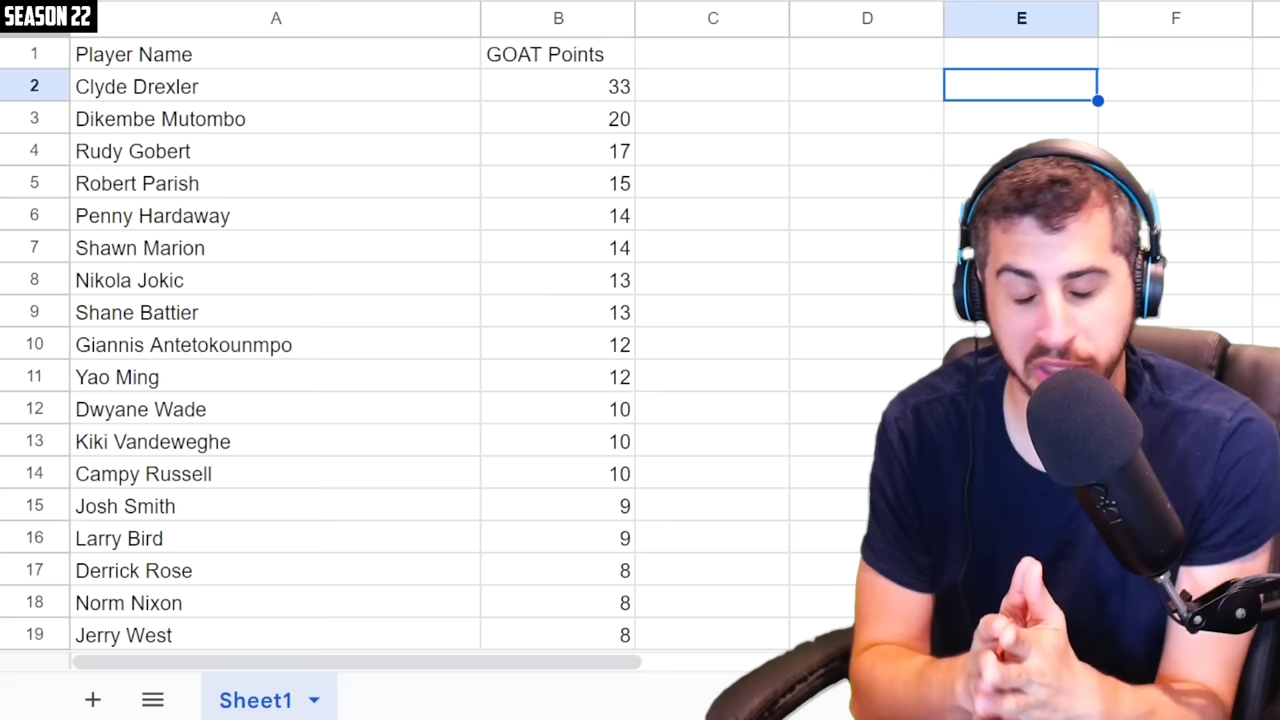 SEASON 22
A B C D E F
1 Player Name GOAT Points
2 Clyde Drexler 33
3 Dikembe Mutombo 20
4 Rudy Gobert 17
5 Robert Parish 15
6 Penny Hardaway 14
7 Shawn Marion 14
8 Nikola Jokic 13
9 Shane Battier 13
10 Giannis Antetokounmpo 12
11 Yao Ming 12
12 Dwyane Wade 10
13 Kiki Vandeweghe 10
14 Campy Russell 10
15 Josh Smith 9
16 Larry Bird 9
17 Derrick Rose 8
18 Norm Nixon 8
19 Jerry West 8
Sheet1